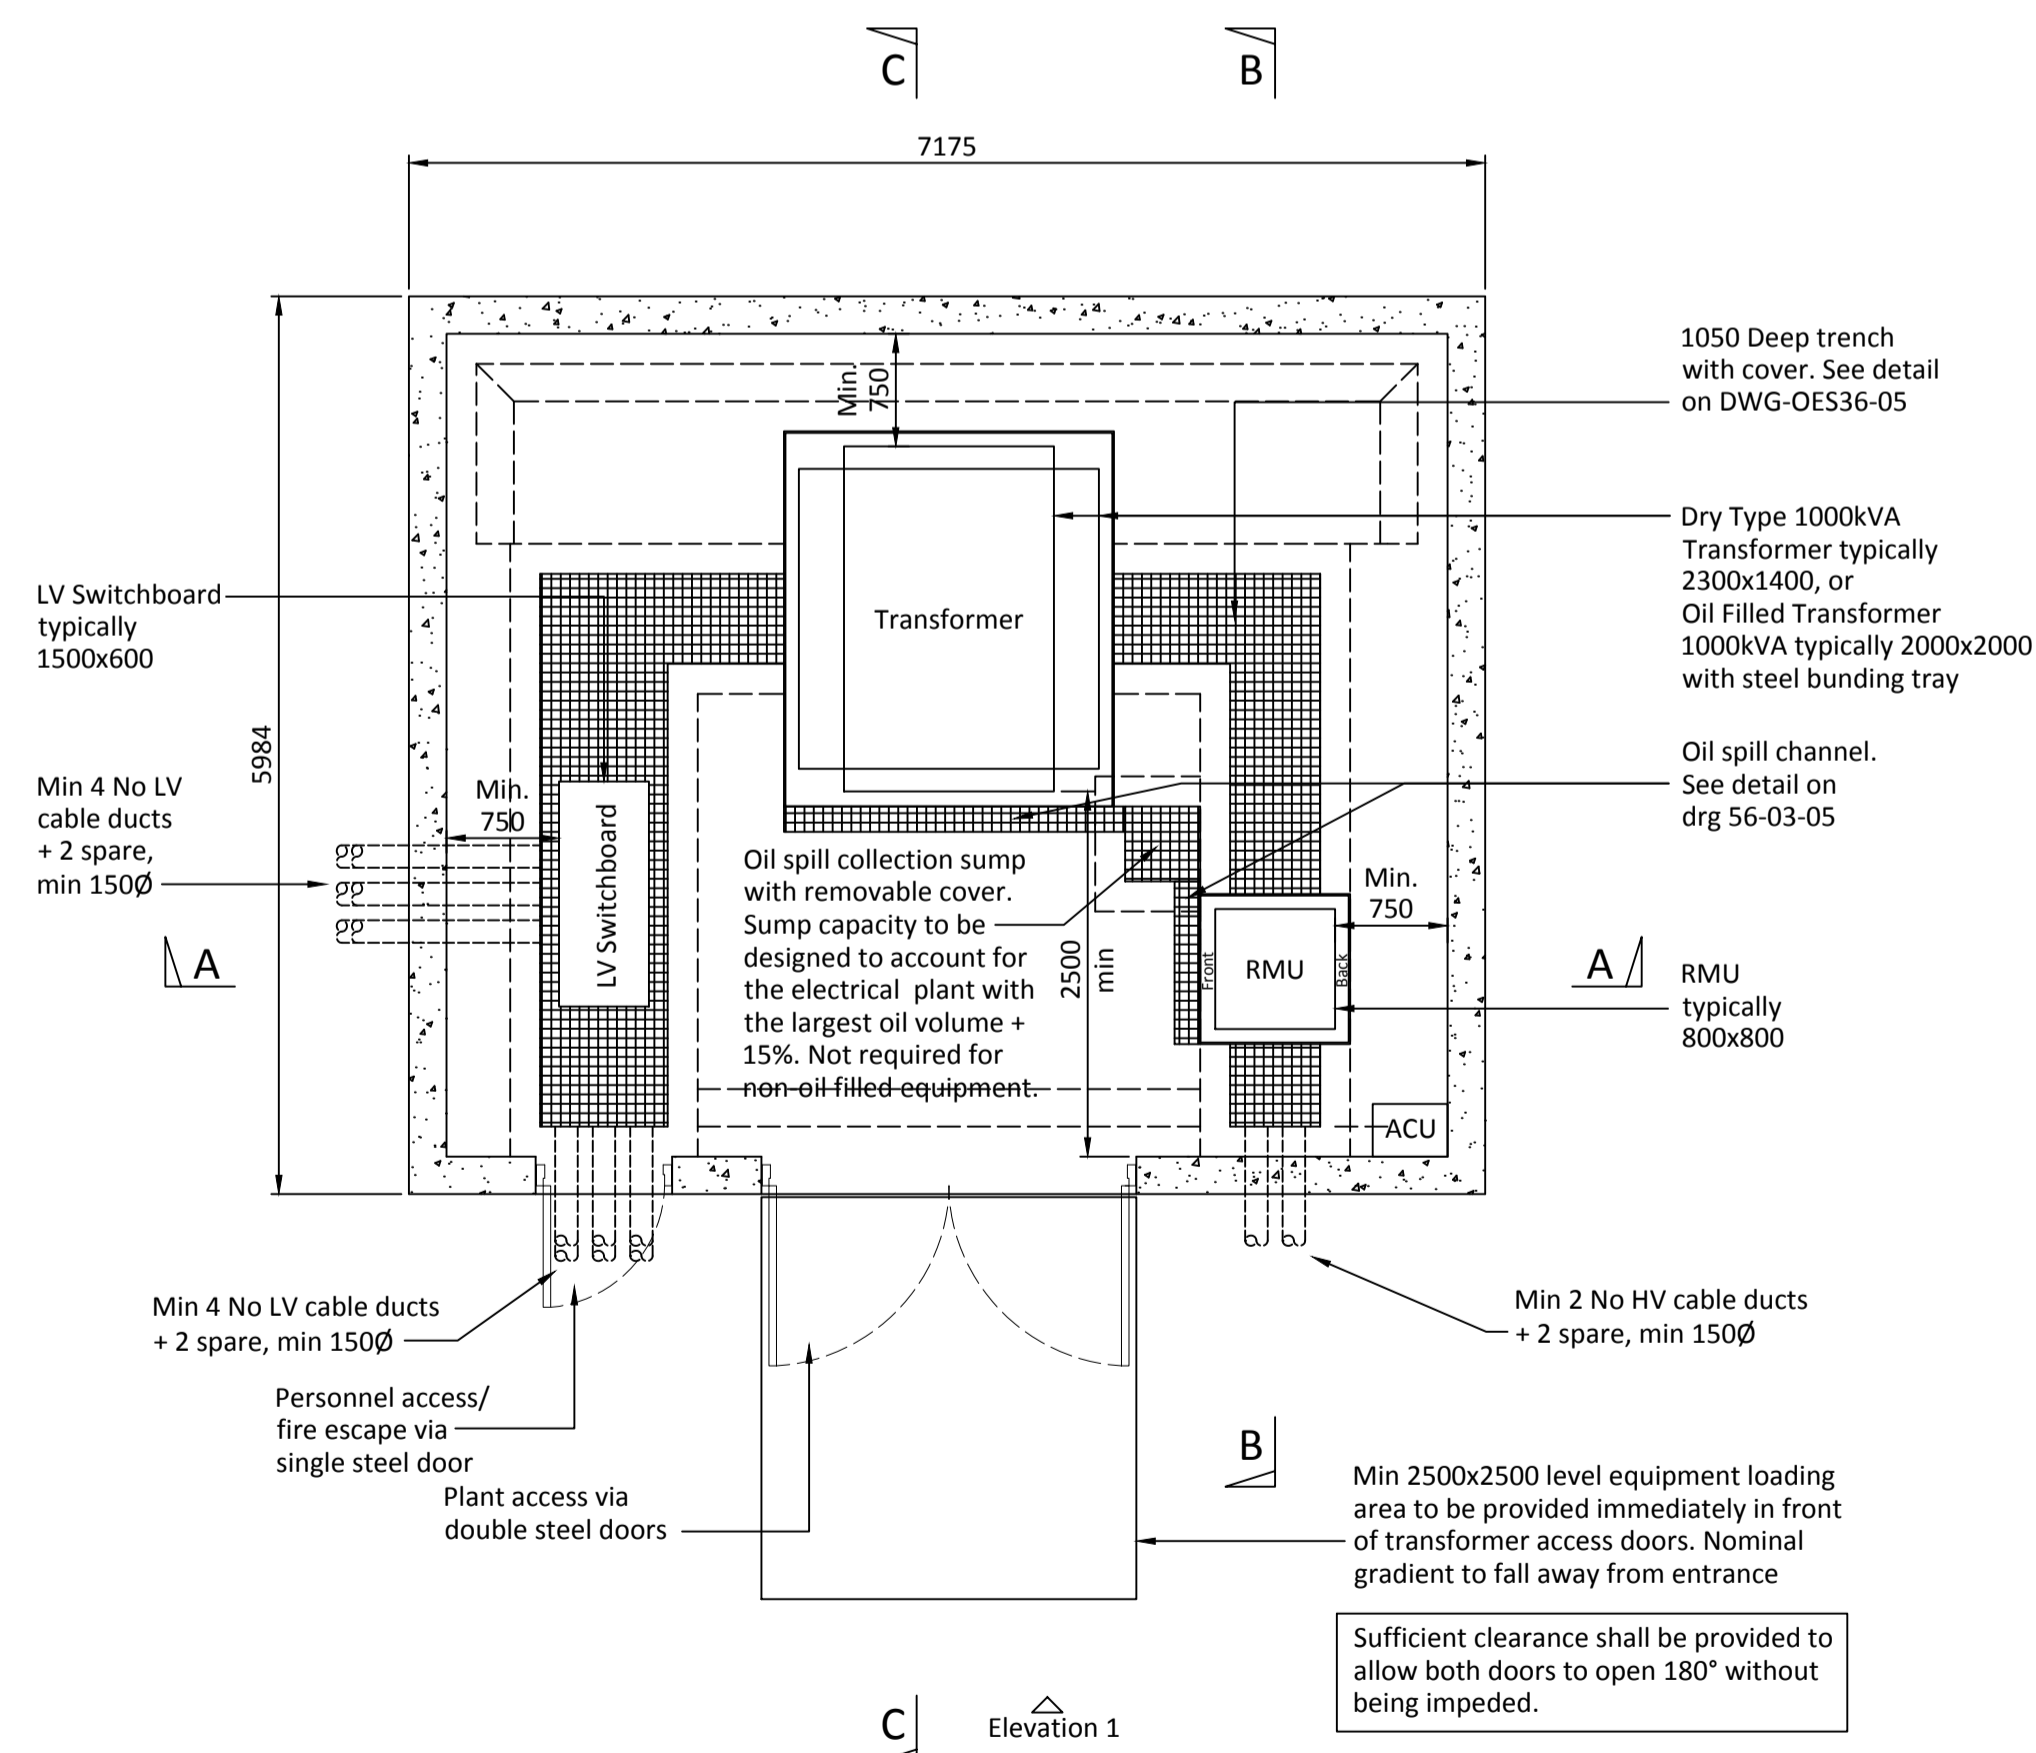 C
B
7175
1050 Deep trench
with cover. See detail
on DWG-OES36-05
Min.
750
Dry Type 1000kVA
Transformer typically
2300x1400, or
Oil Filled Transformer
1000kVA typically 2000x2000
with steel bunding tray
LV Switchboard
typically
1500x600
Transformer
5984
Oil spill channel.
See detail on
drg 56-03-05
Min 4 No LV
cable ducts
+ 2 spare,
min 150Ø
Min.
750
LV Switchboard
Oil spill collection sump
with removable cover.
Sump capacity to be
designed to account for
the electrical plant with
the largest oil volume +
15%. Not required for
non-oil filled equipment.
2500
min
Min.
750
Front
RMU
Back
A
A
RMU
typically
800x800
ACU
Min 4 No LV cable ducts
+ 2 spare, min 150Ø
Min 2 No HV cable ducts
+ 2 spare, min 150Ø
Personnel access/
fire escape via
single steel door
Plant access via
double steel doors
B
Min 2500x2500 level equipment loading
area to be provided immediately in front
of transformer access doors. Nominal
gradient to fall away from entrance
Sufficient clearance shall be provided to
allow both doors to open 180° without
being impeded.
C
Elevation 1